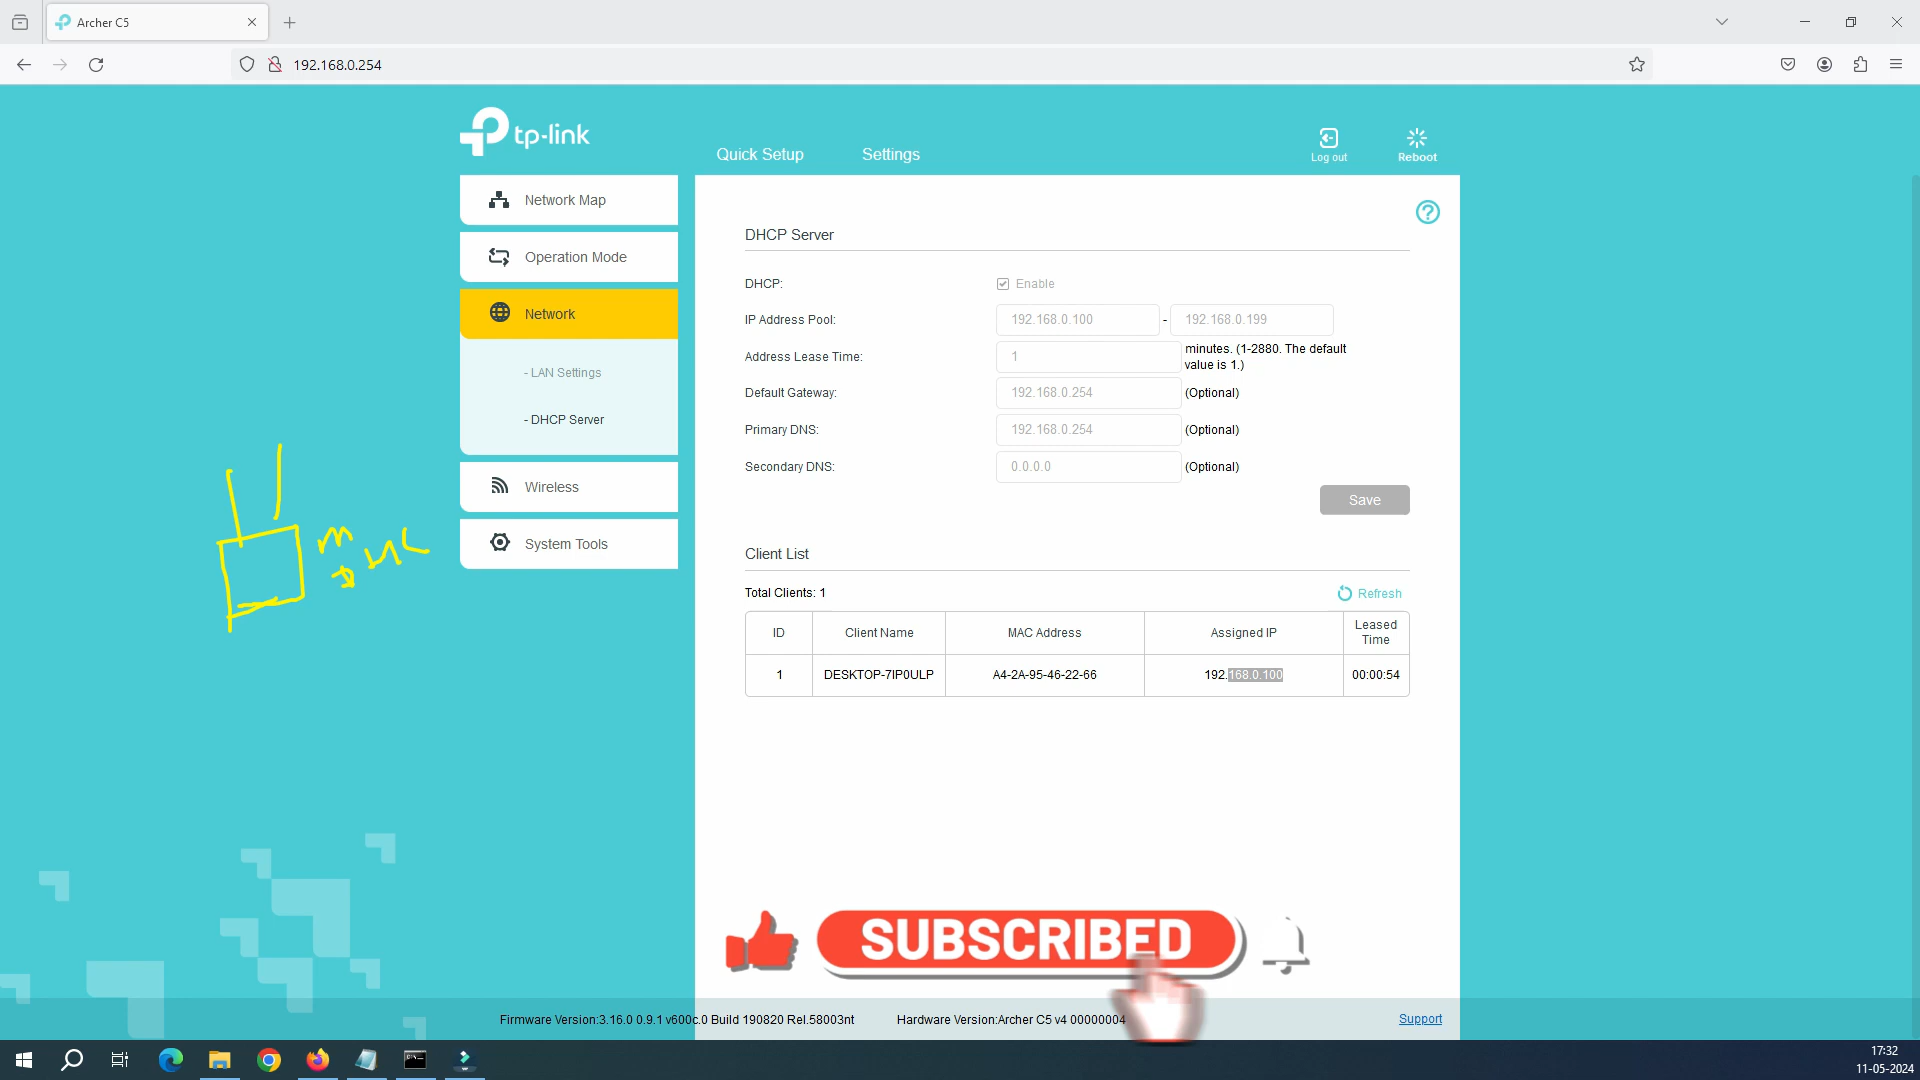 Archer C5
192.168.0.254
tp-link
Quick Setup
Settings
Log out
Reboot
Network Map
Operation Mode
Network
- LAN Settings
- DHCP Server
Wireless
System Tools
DHCP Server
DHCP: Enable
IP Address Pool: 192.168.0.100 - 192.168.0.199
Address Lease Time: 1 minutes. (1-2880. The default
value is 1.)
Default Gateway: 192.168.0.254 (Optional)
Primary DNS: 192.168.0.254 (Optional)
Secondary DNS: 0.0.0.0 (Optional)
Save
Client List
Total Clients: 1
Refresh
ID Client Name MAC Address Assigned IP Leased
Time
1 DESKTOP-7IP0ULP A4-2A-95-46-22-66 192.168.0.100 00:00:54
SUBSCRIBED
Firmware Version:3.16.0 0.9.1 v600c.0 Build 190820 Rel.58003nt Hardware Version:Archer C5 v4 00000004
Support
17:32
11-05-2024